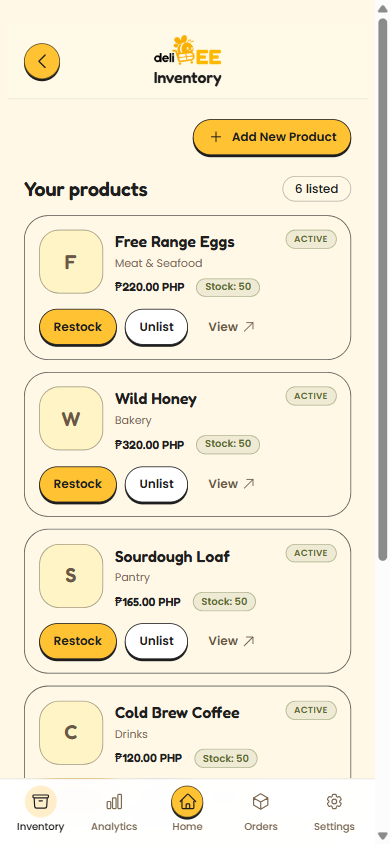 deliBEE
Inventory
+ Add New Product
Your products
6 listed
F
Free Range Eggs
ACTIVE
Meat & Seafood
₱220.00 PHP
Stock: 50
Restock
Unlist
View
W
Wild Honey
ACTIVE
Bakery
₱320.00 PHP
Stock: 50
Restock
Unlist
View
S
Sourdough Loaf
ACTIVE
Pantry
₱165.00 PHP
Stock: 50
Restock
Unlist
View
C
Cold Brew Coffee
ACTIVE
Drinks
₱120.00 PHP
Stock: 50
Inventory
Analytics
Home
Orders
Settings